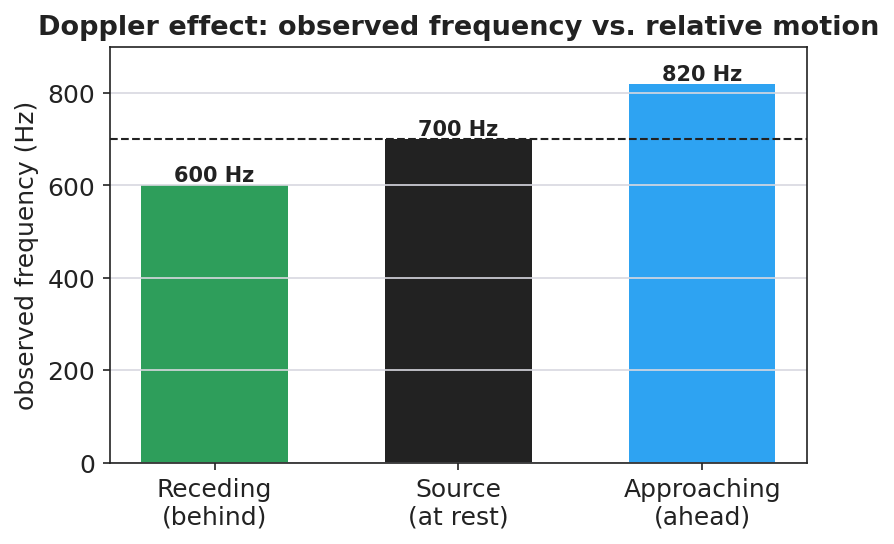 Doppler effect: observed frequency vs. relative motion
observed frequency (Hz)
800
600
400
200
0
600 Hz
700 Hz
820 Hz
Receding
(behind)
Source
(at rest)
Approaching
(ahead)